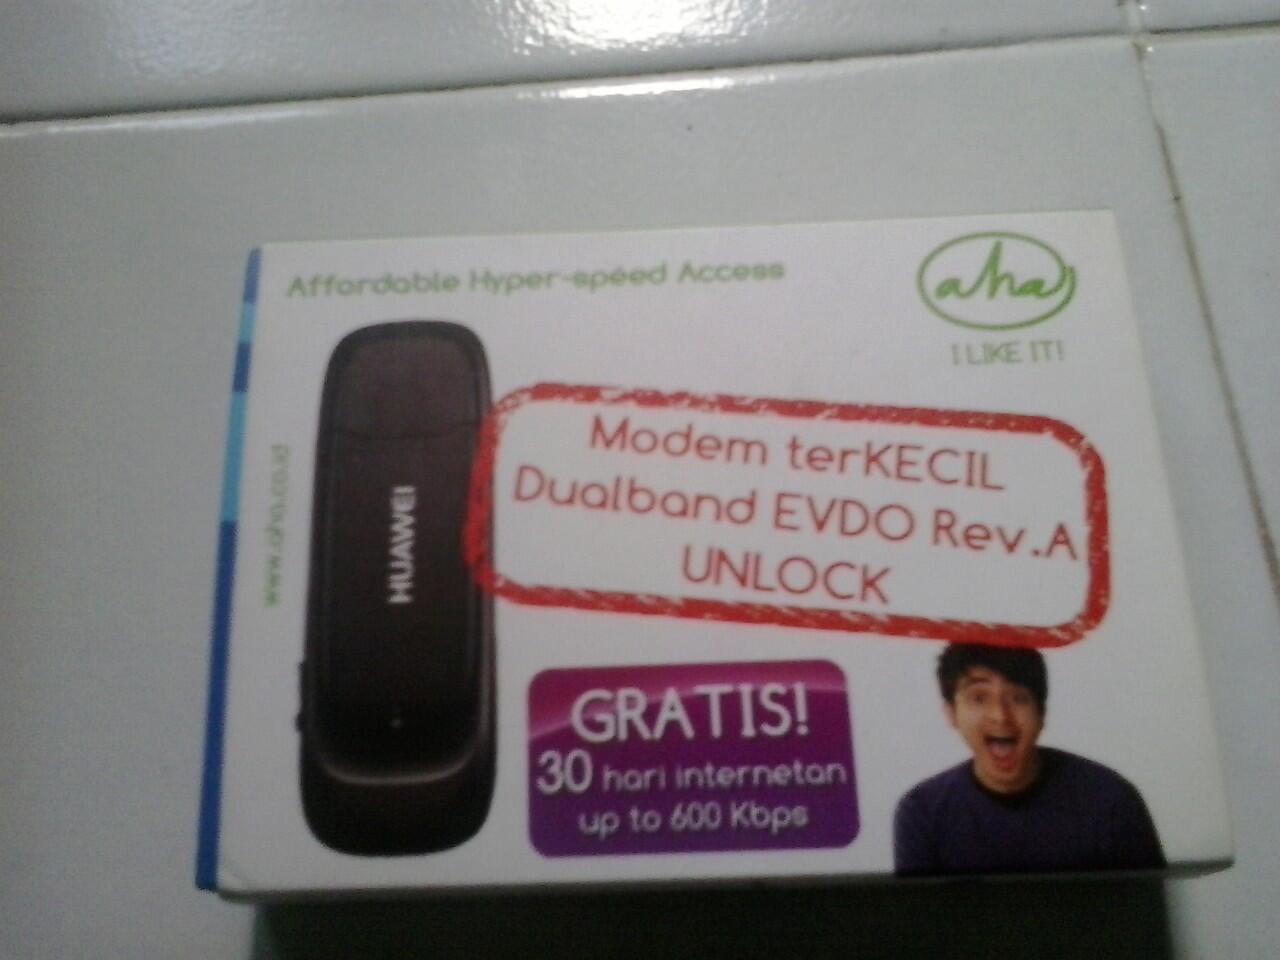 Affordable Hyper-speed Access
aha
I LIKE IT!
www.aha.co.id
HUAWEI
Modem terKECIL
Dualband EVDO Rev.A
UNLOCK
GRATIS!
30 hari internetan
up to 600 Kbps